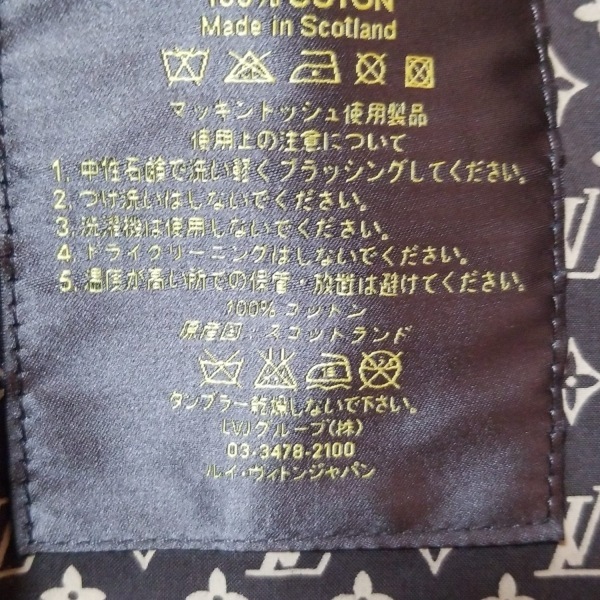 100% COTON
Made in Scotland
マッキントッシュ使用製品
使用上の注意について
1. 中性石鹸で洗い軽くブラッシングしてください。
2. つけ洗いはしないでください。
3. 洗濯機は使用しないでください。
4. ドライクリーニングはしないでください。
5. 温度が高い所での保管・放置は避けてください。
100% コットン
原産国：スコットランド
タンブラー乾燥しないで下さい。
LVJグループ(株)
03-3478-2100
ルイ・ヴィトンジャパン